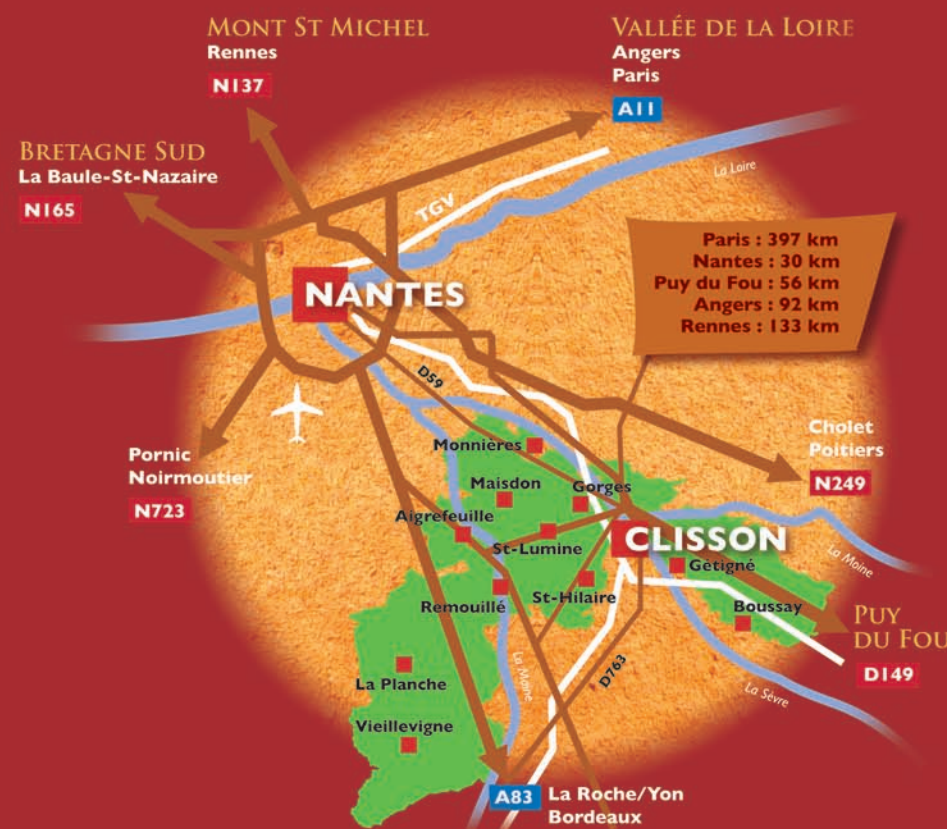 MONT ST MICHEL
Rennes
N137
VALLÉE DE LA LOIRE
Angers
Paris
A11
BRETAGNE SUD
La Baule-St-Nazaire
N165
TGV
La Loire
Paris : 397 km
Nantes : 30 km
Puy du Fou : 56 km
Angers : 92 km
Rennes : 133 km
NANTES
D59
Pornic
Noirmoutier
N723
Cholet
Poitiers
N249
Monnières
Maisdon
Gorges
Aigrefeuille
St-Lumine
CLISSON
Gétigné
La Moine
Remouillé
St-Hilaire
Boussay
PUY
DU FOU
D149
La Planche
La Maine
D763
La Sèvre
Vieillevigne
A83
La Roche/Yon
Bordeaux